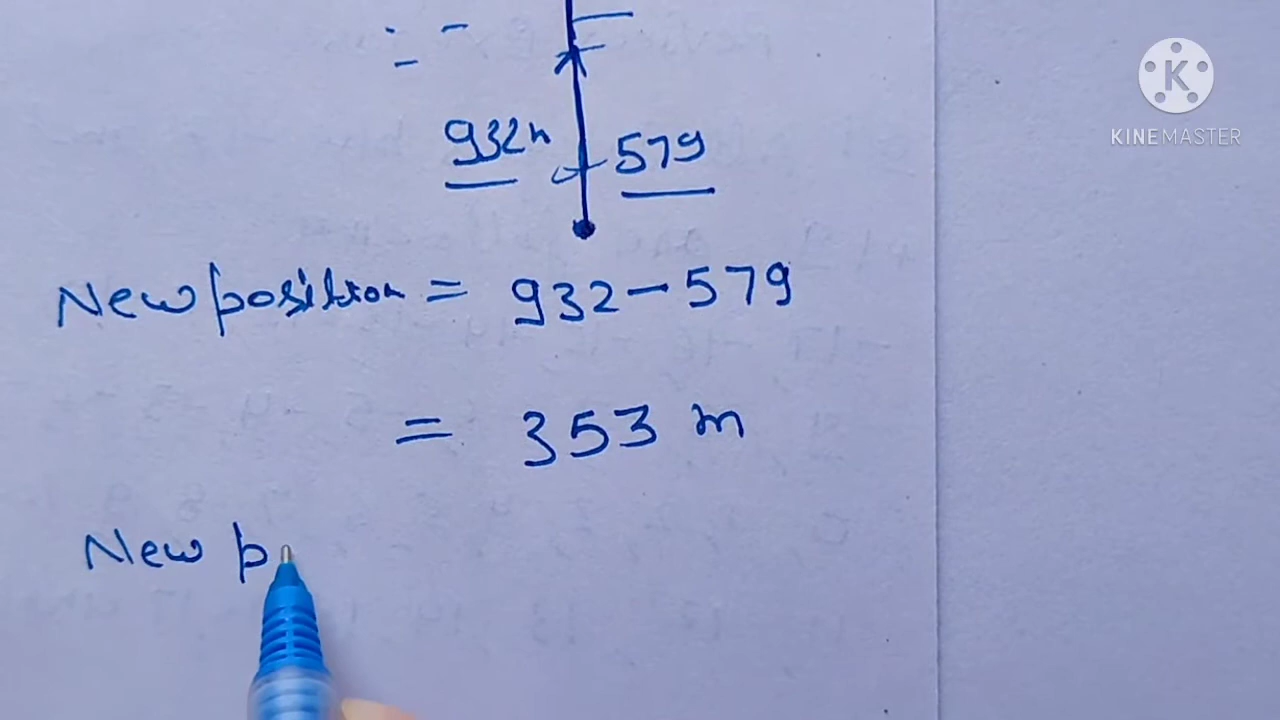 KINEMASTER
932m 579
New position = 932-579
= 353 m
New p